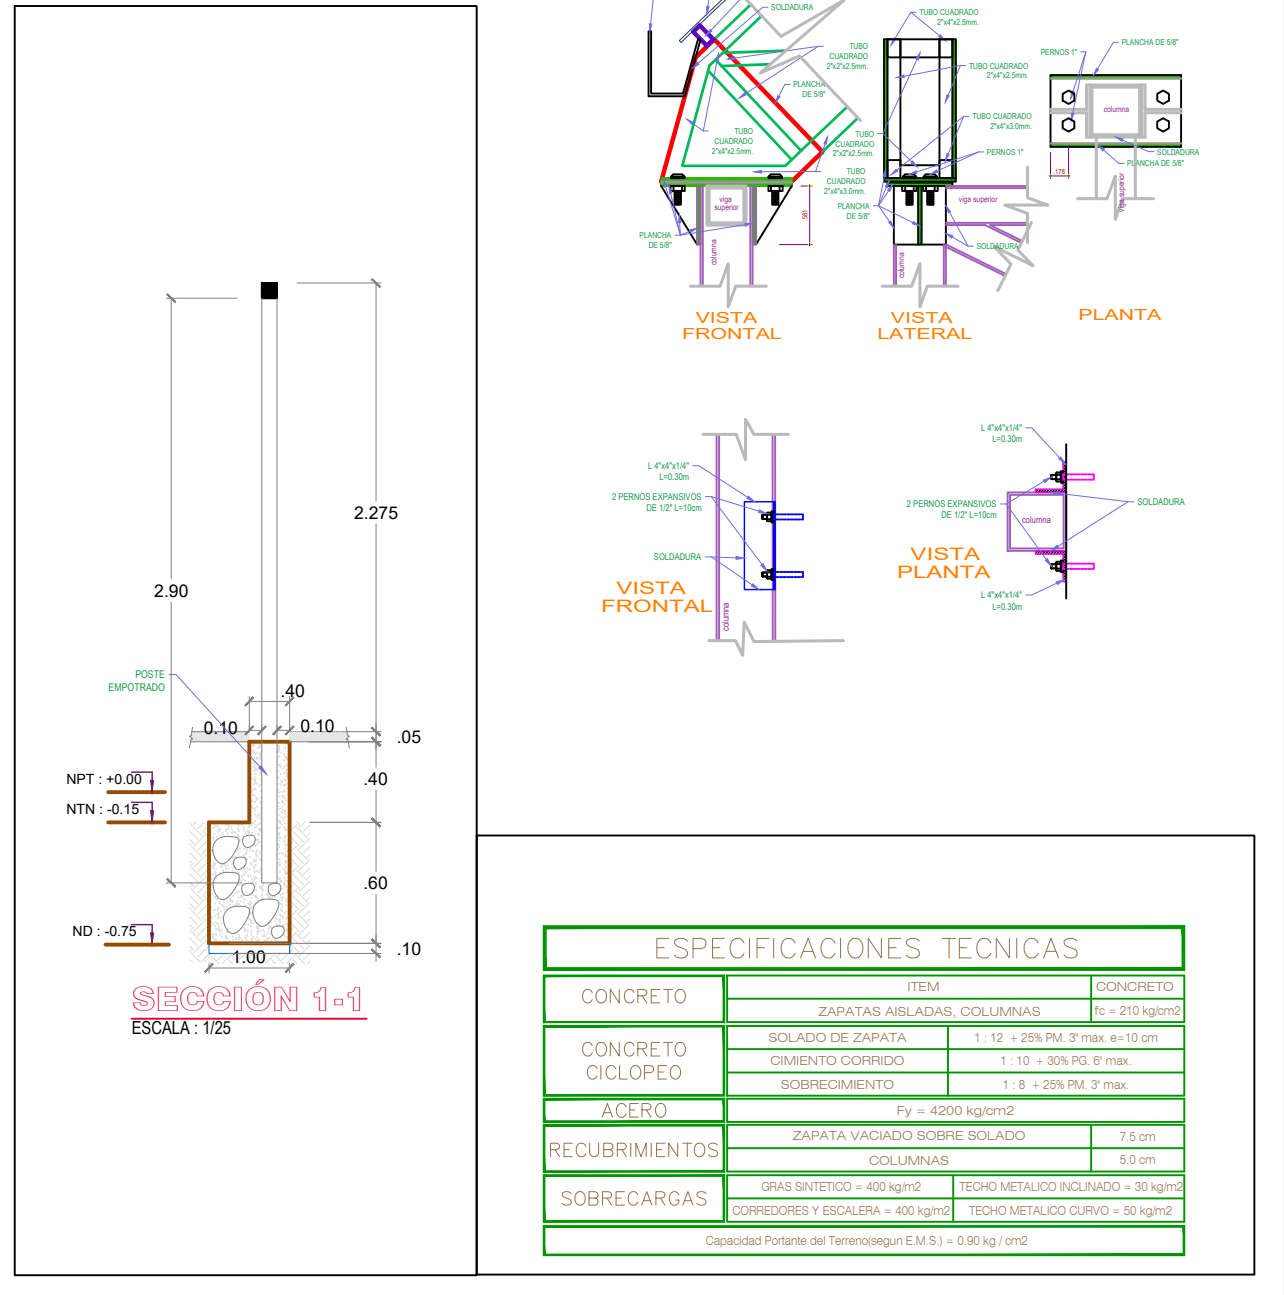 SOLDADURA
TUBO
CUADRADO
2"x2"x2.5mm.
PLANCHA
DE 5/8"
TUBO
CUADRADO
2"x4"x2.5mm.
TUBO
CUADRADO
2"x2"x2.5mm.
TUBO
CUADRADO
2"x4"x3.0mm.
PLANCHA
DE 5/8"
viga
superior
PLANCHA
DE 5/8"
columna
.581
VISTA
FRONTAL
TUBO CUADRADO
2"x4"x2.5mm.
TUBO CUADRADO
2"x4"x2.5mm.
TUBO CUADRADO
2"x4"x3.0mm.
PERNOS 1"
viga superior
SOLDADURA
columna
VISTA
LATERAL
PLANCHA DE 5/8"
PERNOS 1"
columna
SOLDADURA
PLANCHA DE 5/8"
.178
viga superior
PLANTA
L 4"x4"x1/4"
L=0.30m
2 PERNOS EXPANSIVOS
DE 1/2" L=10cm
SOLDADURA
columna
VISTA
FRONTAL
L 4"x4"x1/4"
L=0.30m
2 PERNOS EXPANSIVOS
DE 1/2" L=10cm
SOLDADURA
columna
VISTA
PLANTA
L 4"x4"x1/4"
L=0.30m
2.275
2.90
POSTE
EMPOTRADO
.40
0.10
0.10
.05
NPT : +0.00
.40
NTN : -0.15
.60
ND : -0.75
.10
1.00
SECCIÓN 1-1
ESCALA : 1/25
ESPECIFICACIONES TECNICAS
CONCRETO
ITEM
CONCRETO
ZAPATAS AISLADAS, COLUMNAS
f'c = 210 kg/cm2
CONCRETO
CICLOPEO
SOLADO DE ZAPATA
1 : 12 + 25% PM. 3" max. e=10 cm
CIMIENTO CORRIDO
1 : 10 + 30% PG. 6" max.
SOBRECIMIENTO
1 : 8 + 25% PM. 3" max.
ACERO
Fy = 4200 kg/cm2
RECUBRIMIENTOS
ZAPATA VACIADO SOBRE SOLADO
7.5 cm
COLUMNAS
5.0 cm
SOBRECARGAS
GRAS SINTETICO = 400 kg/m2
TECHO METALICO INCLINADO = 30 kg/m2
CORREDORES Y ESCALERA = 400 kg/m2
TECHO METALICO CURVO = 50 kg/m2
Capacidad Portante del Terreno(segun E.M.S.) = 0.90 kg / cm2